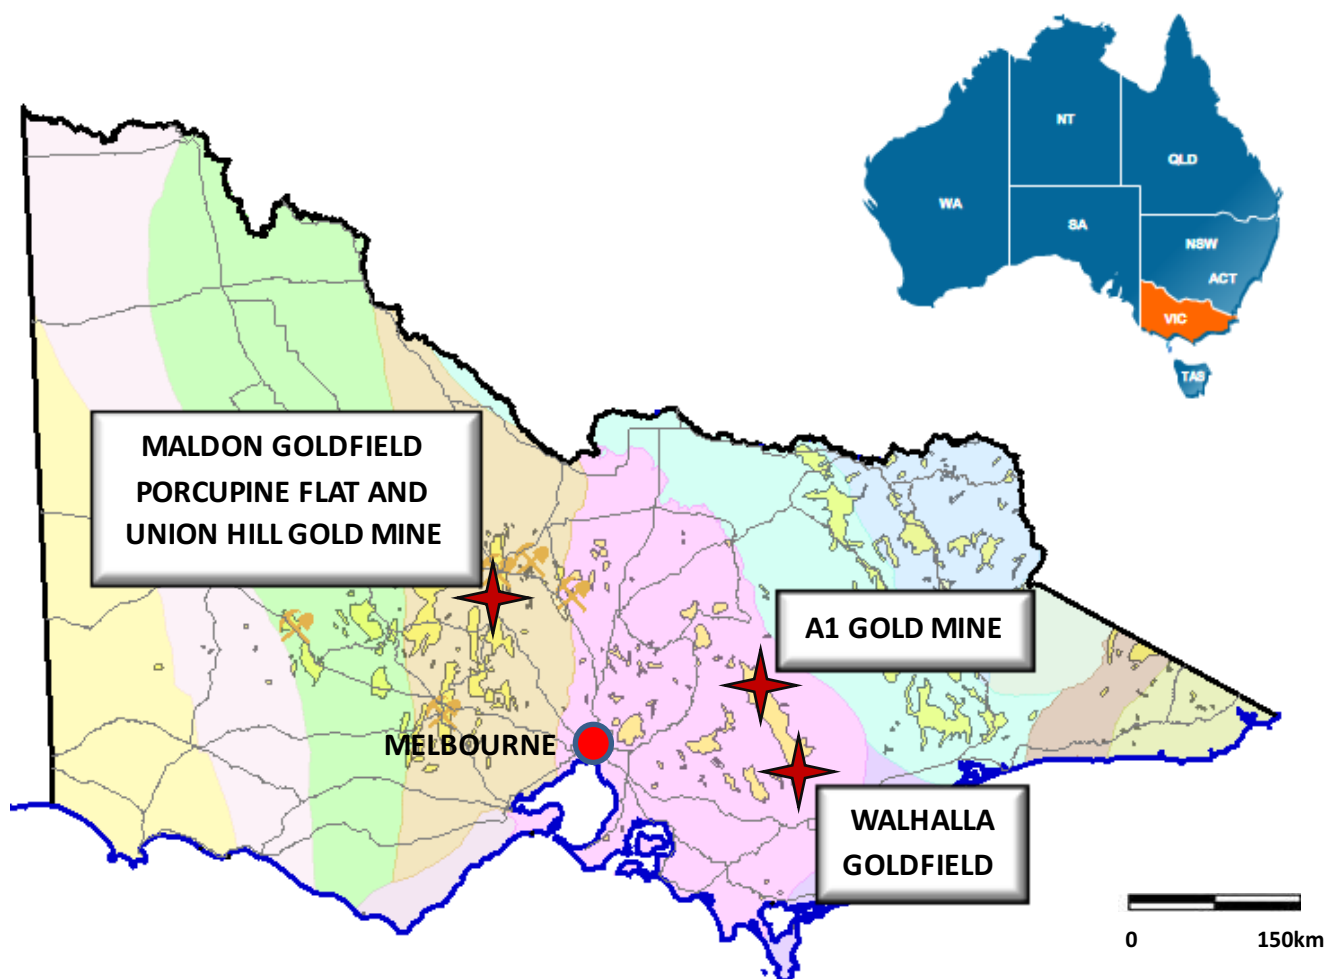 NT
QLD
WA
SA
NSW
ACT
VIC
TAS
MALDON GOLDFIELD
PORCUPINE FLAT AND
UNION HILL GOLD MINE
A1 GOLD MINE
MELBOURNE
WALHALLA
GOLDFIELD
0 150km